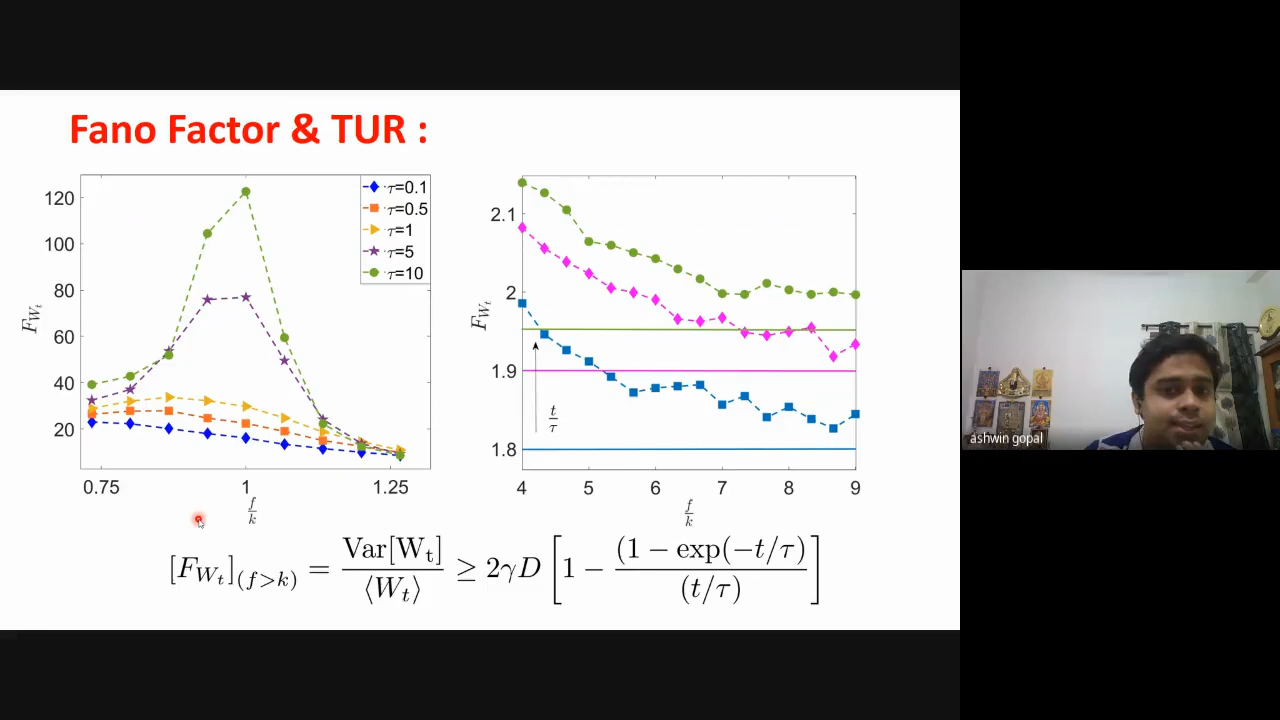 Fano Factor & TUR :
F_{W_t}
120
100
80
60
40
20
0.75
1
1.25
f/k
τ=0.1
τ=0.5
τ=1
τ=5
τ=10
F_{W_t}
2.1
2
1.9
1.8
4
5
6
7
8
9
f/k
t/τ
[F_{W_t}]_{(f>k)} = Var[W_t] / ⟨W_t⟩ ≥ 2γD [1 − (1 − exp(−t/τ) / (t/τ)]
ashwin gopal